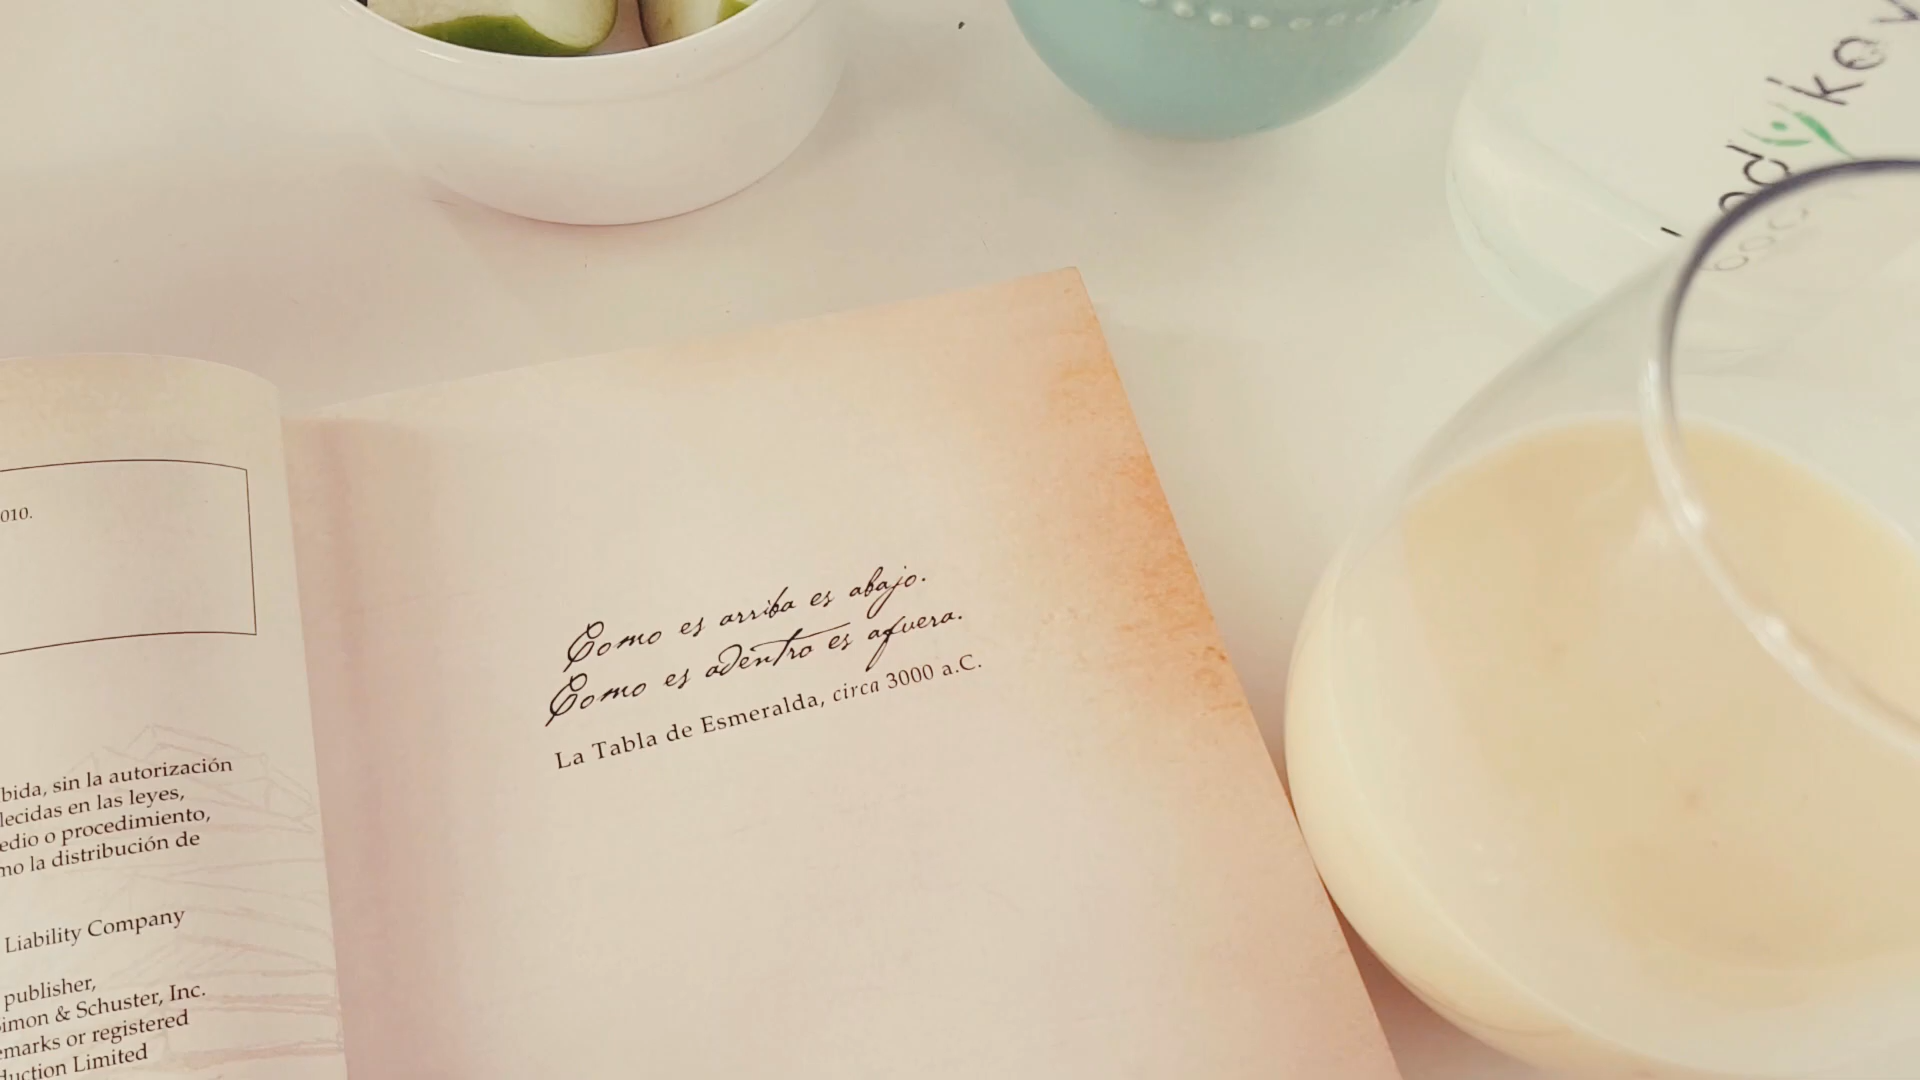 010.
bida, sin la autorización
lecidas en las leyes,
edio o procedimiento,
mo la distribución de
Liability Company
publisher,
imon & Schuster, Inc.
emarks or registered
duction Limited
Como es arriba es abajo.
Como es adentro es afuera.
La Tabla de Esmeralda, circa 3000 a.C.